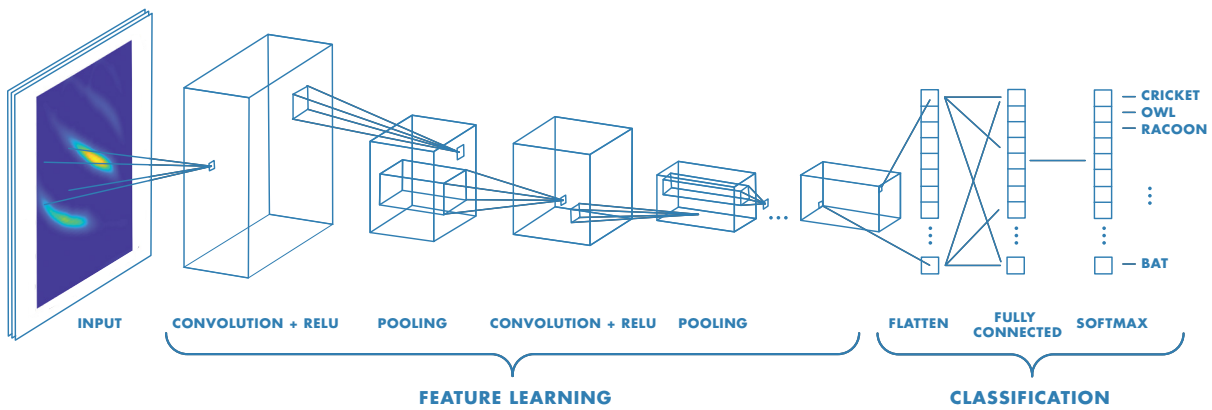 CRICKET
OWL
RACOON
BAT
INPUT
CONVOLUTION + RELU
POOLING
CONVOLUTION + RELU
POOLING
FLATTEN
FULLY
CONNECTED
SOFTMAX
FEATURE LEARNING
CLASSIFICATION